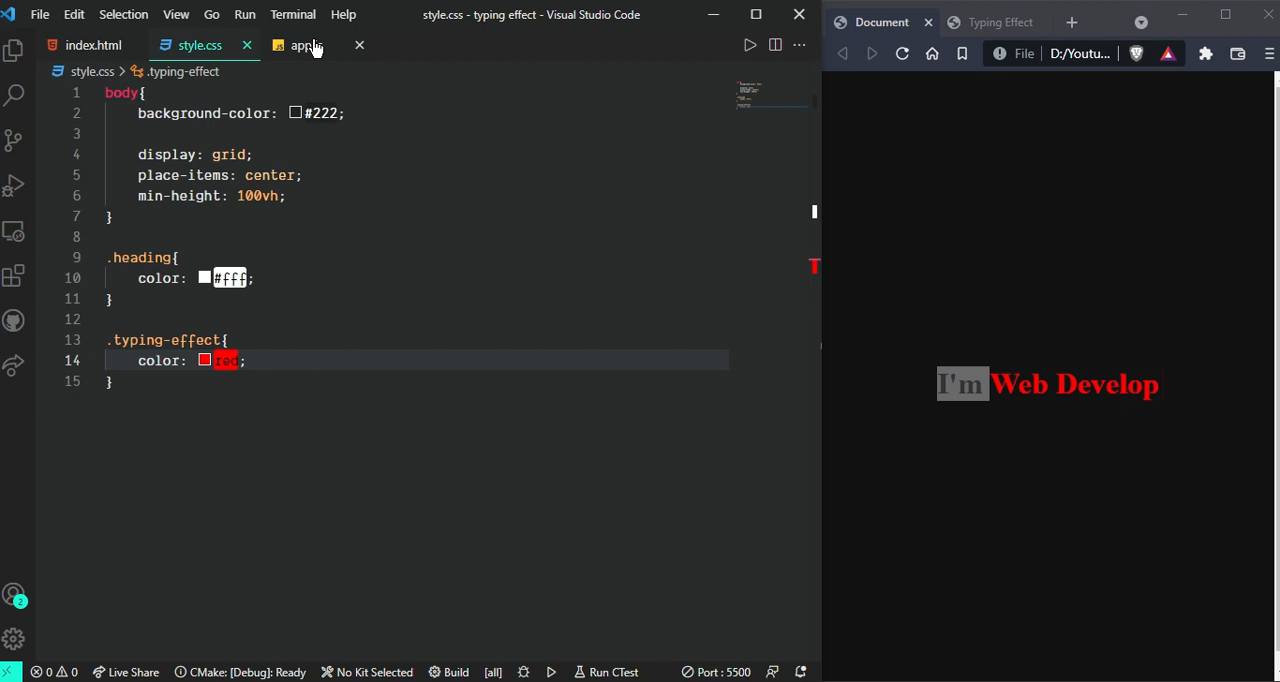 File Edit Selection View Go Run Terminal Help style.css - typing effect - Visual Studio Code
index.html style.css
style.css > .typing-effect
1 body{
2 background-color: #222;
3
4 display: grid;
5 place-items: center;
6 min-height: 100vh;
7 }
8
9 .heading{
10 color: #fff;
11 }
12
13 .typing-effect{
14 color: red;
15 }
2
0 0 Live Share CMake: [Debug]: Ready No Kit Selected Build [all] Run CTest Port : 5500
Document Typing Effect
File D:/Youtu...
I'm Web Develop